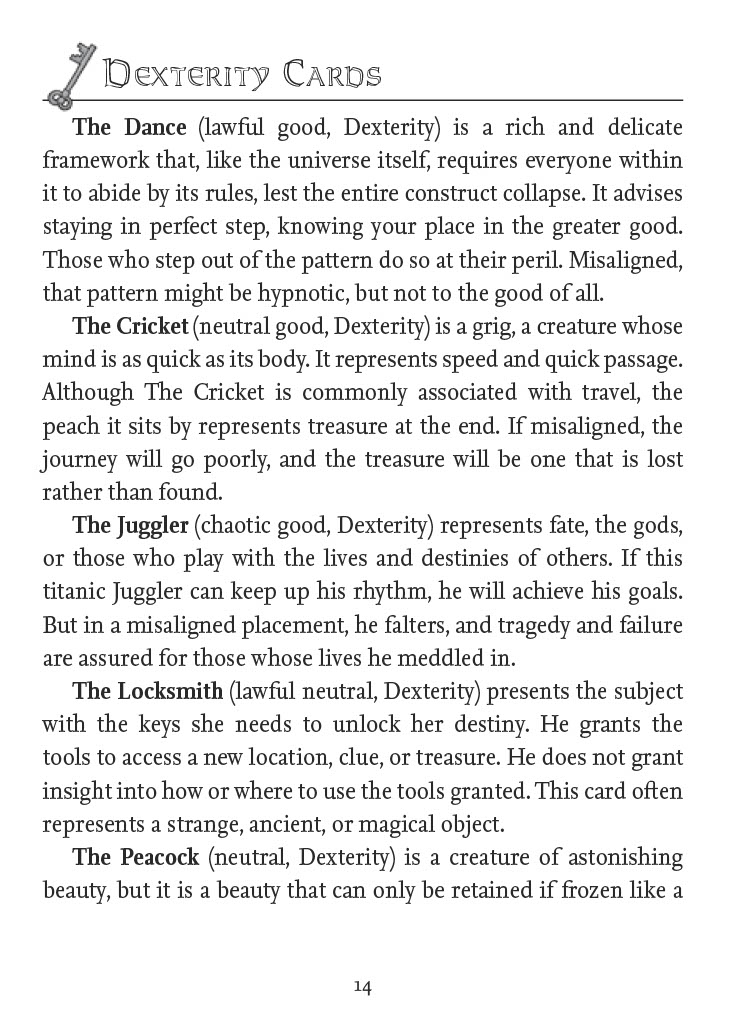 Dexterity Cards
The Dance (lawful good, Dexterity) is a rich and delicate
framework that, like the universe itself, requires everyone within
it to abide by its rules, lest the entire construct collapse. It advises
staying in perfect step, knowing your place in the greater good.
Those who step out of the pattern do so at their peril. Misaligned,
that pattern might be hypnotic, but not to the good of all.
The Cricket (neutral good, Dexterity) is a grig, a creature whose
mind is as quick as its body. It represents speed and quick passage.
Although The Cricket is commonly associated with travel, the
peach it sits by represents treasure at the end. If misaligned, the
journey will go poorly, and the treasure will be one that is lost
rather than found.
The Juggler (chaotic good, Dexterity) represents fate, the gods,
or those who play with the lives and destinies of others. If this
titanic Juggler can keep up his rhythm, he will achieve his goals.
But in a misaligned placement, he falters, and tragedy and failure
are assured for those whose lives he meddled in.
The Locksmith (lawful neutral, Dexterity) presents the subject
with the keys she needs to unlock her destiny. He grants the
tools to access a new location, clue, or treasure. He does not grant
insight into how or where to use the tools granted. This card often
represents a strange, ancient, or magical object.
The Peacock (neutral, Dexterity) is a creature of astonishing
beauty, but it is a beauty that can only be retained if frozen like a
14